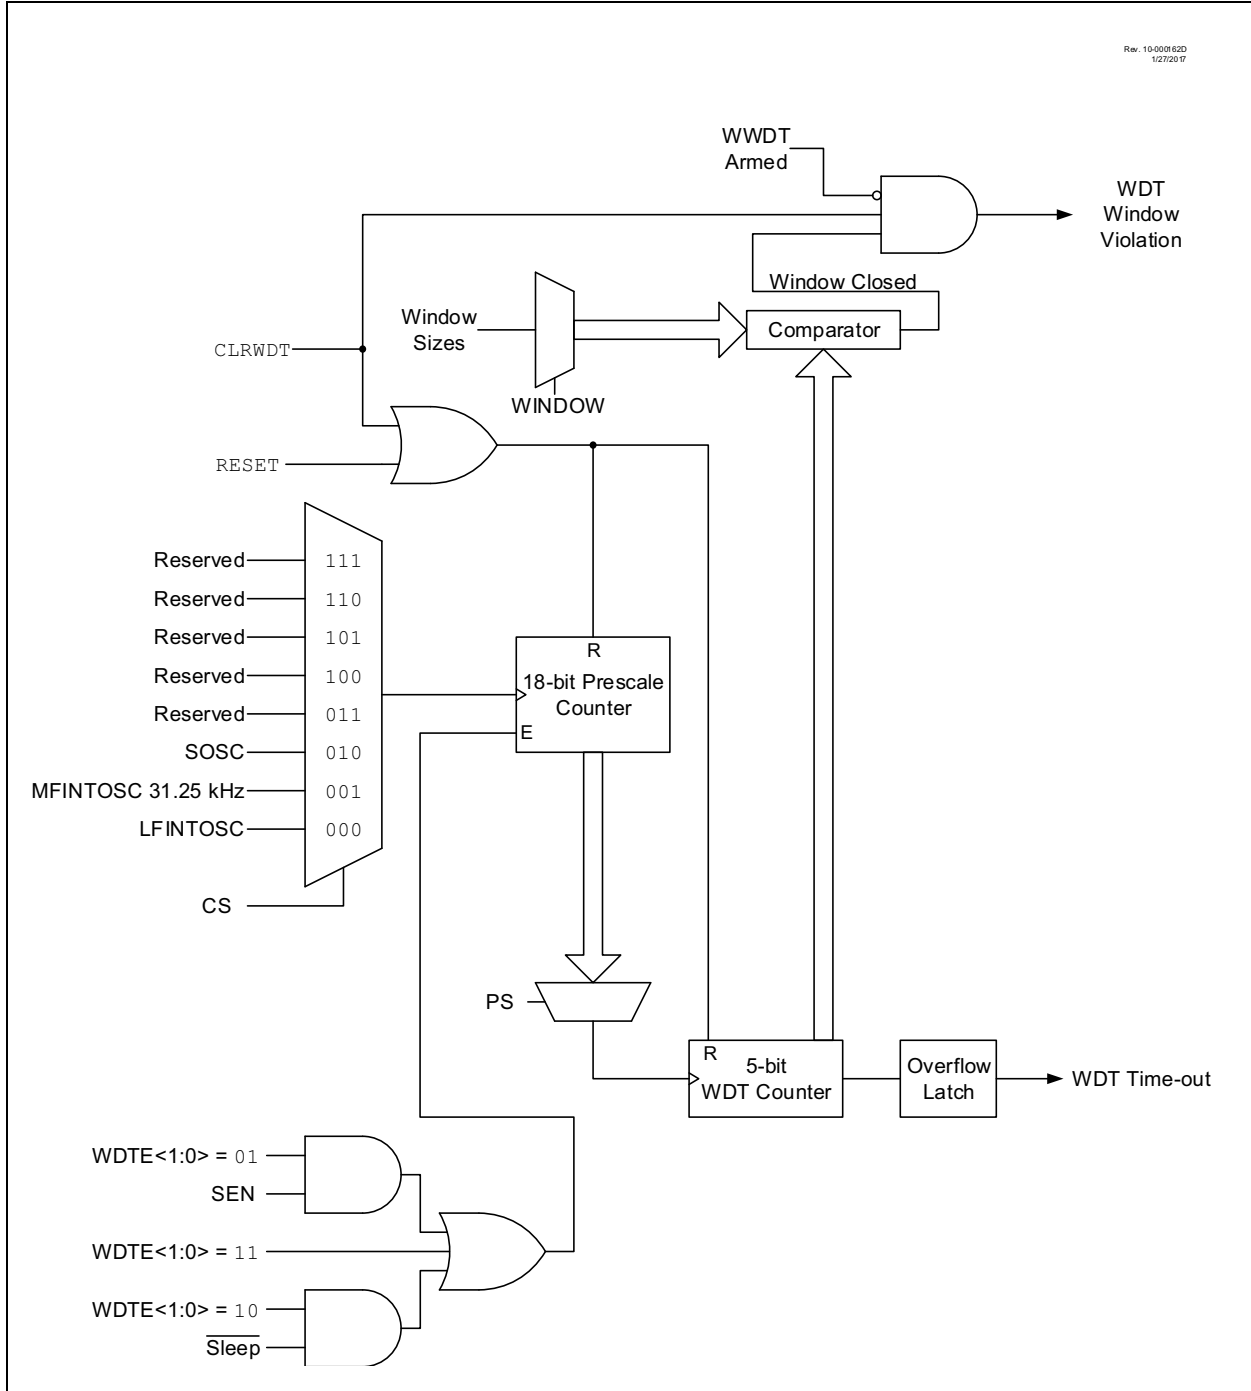 Rev. 10-000162D
1/27/2017
WWDT
Armed
WDT
Window
Violation
Window Closed
Window
Sizes
Comparator
CLRWDT
WINDOW
RESET
Reserved
111
Reserved
110
Reserved
101
Reserved
100
Reserved
011
SOSC
010
MFINTOSC 31.25 kHz
001
LFINTOSC
000
CS
R
18-bit Prescale
Counter
E
PS
R
5-bit
WDT Counter
Overflow
Latch
WDT Time-out
WDTE<1:0> = 01
SEN
WDTE<1:0> = 11
WDTE<1:0> = 10
Sleep